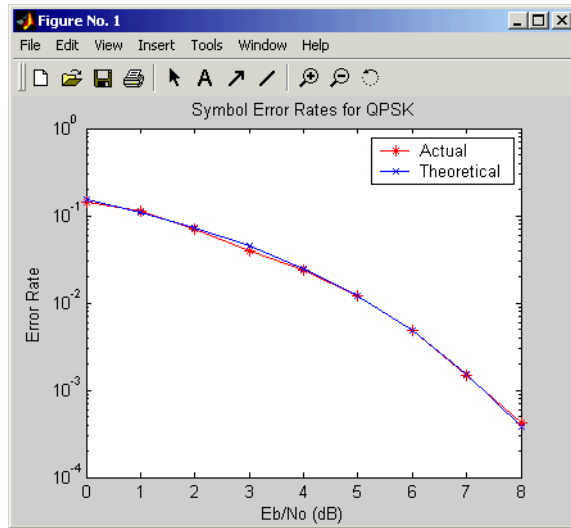 Figure No. 1
File Edit View Insert Tools Window Help
A
Symbol Error Rates for QPSK
10^0
Actual
Theoretical
10^-1
10^-2
10^-3
10^-4
Error Rate
0 1 2 3 4 5 6 7 8
Eb/No (dB)